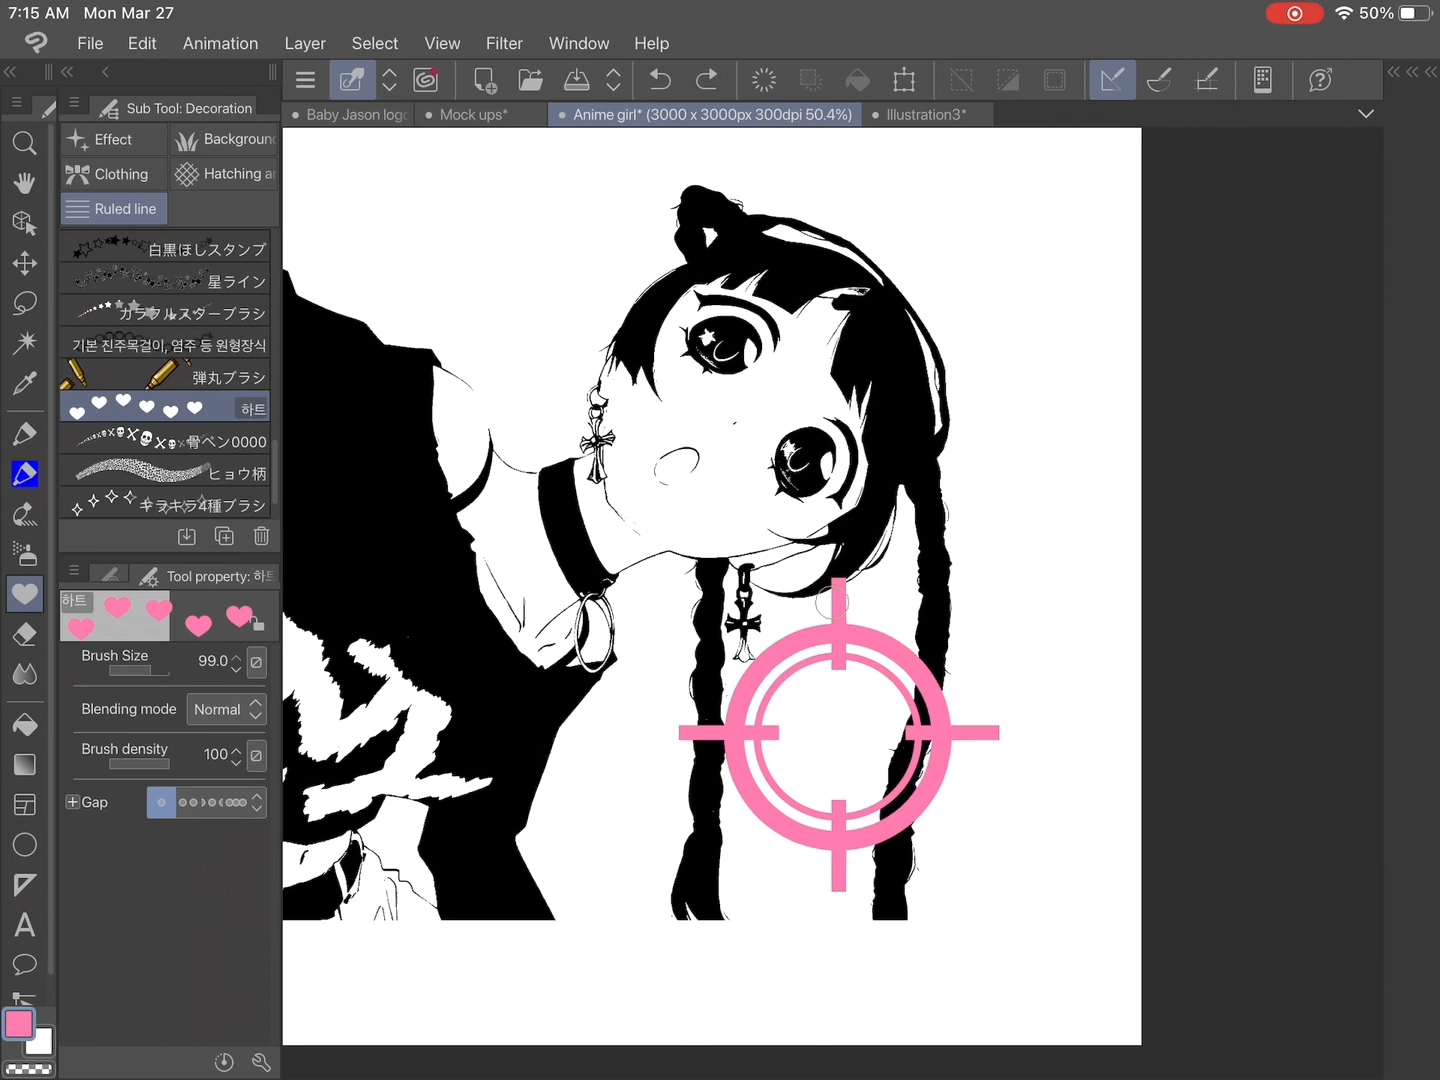 7:15 AM Mon Mar 27
50%
File Edit Animation Layer Select View Filter Window Help
Sub Tool: Decoration
Baby Jason logo
Mock ups*
Anime girl* (3000 x 3000px 300dpi 50.4%)
Illustration3*
Effect
Backgroun
Clothing
Hatching ar
Ruled line
白黒ほしスタンプ
星ライン
カラフルスターブラシ
기본 진주목걸이, 염주 등 원형장식
弾丸ブラシ
하트
骨ペン0000
ヒョウ柄
キラキラ4種ブラシ
Tool property: 하트
하트
Brush Size 99.0
Blending mode Normal
Brush density 100
Gap
A